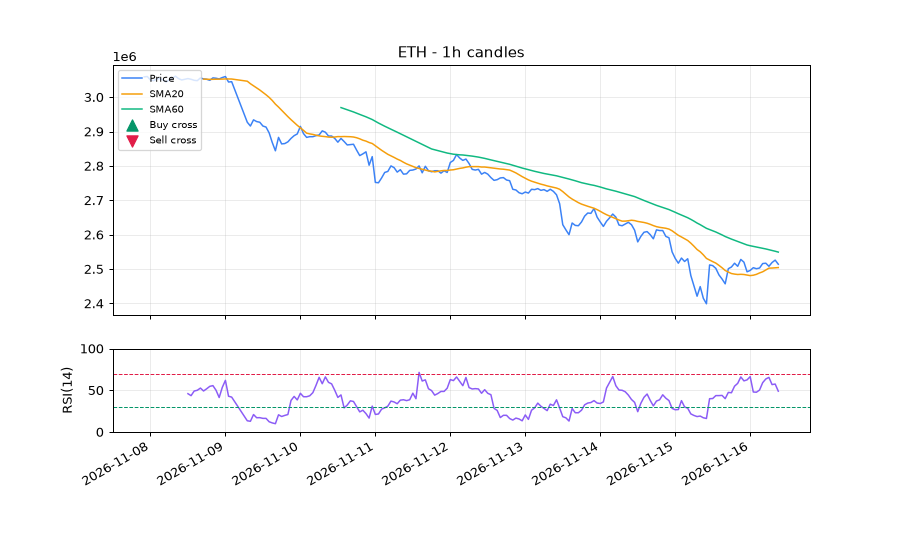 ETH - 1h candles
1e6
Price
SMA20
SMA60
Buy cross
Sell cross
3.0
2.9
2.8
2.7
2.6
2.5
2.4
RSI(14)
100
50
0
2026-11-08
2026-11-09
2026-11-10
2026-11-11
2026-11-12
2026-11-13
2026-11-14
2026-11-15
2026-11-16